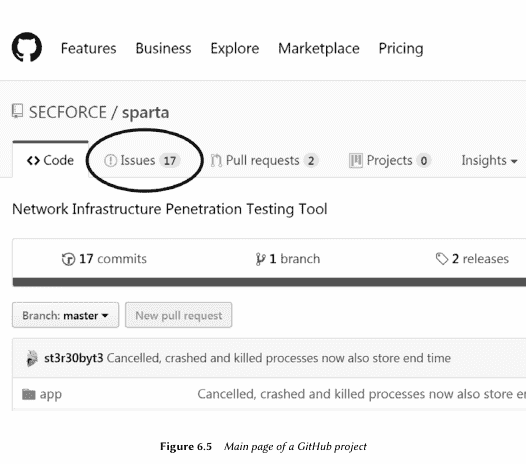 Features Business Explore Marketplace Pricing
SECFORCE / sparta
Code Issues 17 Pull requests 2 Projects 0 Insights
Network Infrastructure Penetration Testing Tool
17 commits 1 branch 2 releases
Branch: master New pull request
st3r30byt3 Cancelled, crashed and killed processes now also store end time
app Cancelled, crashed and killed processes now also store er
Figure 6.5 Main page of a GitHub project